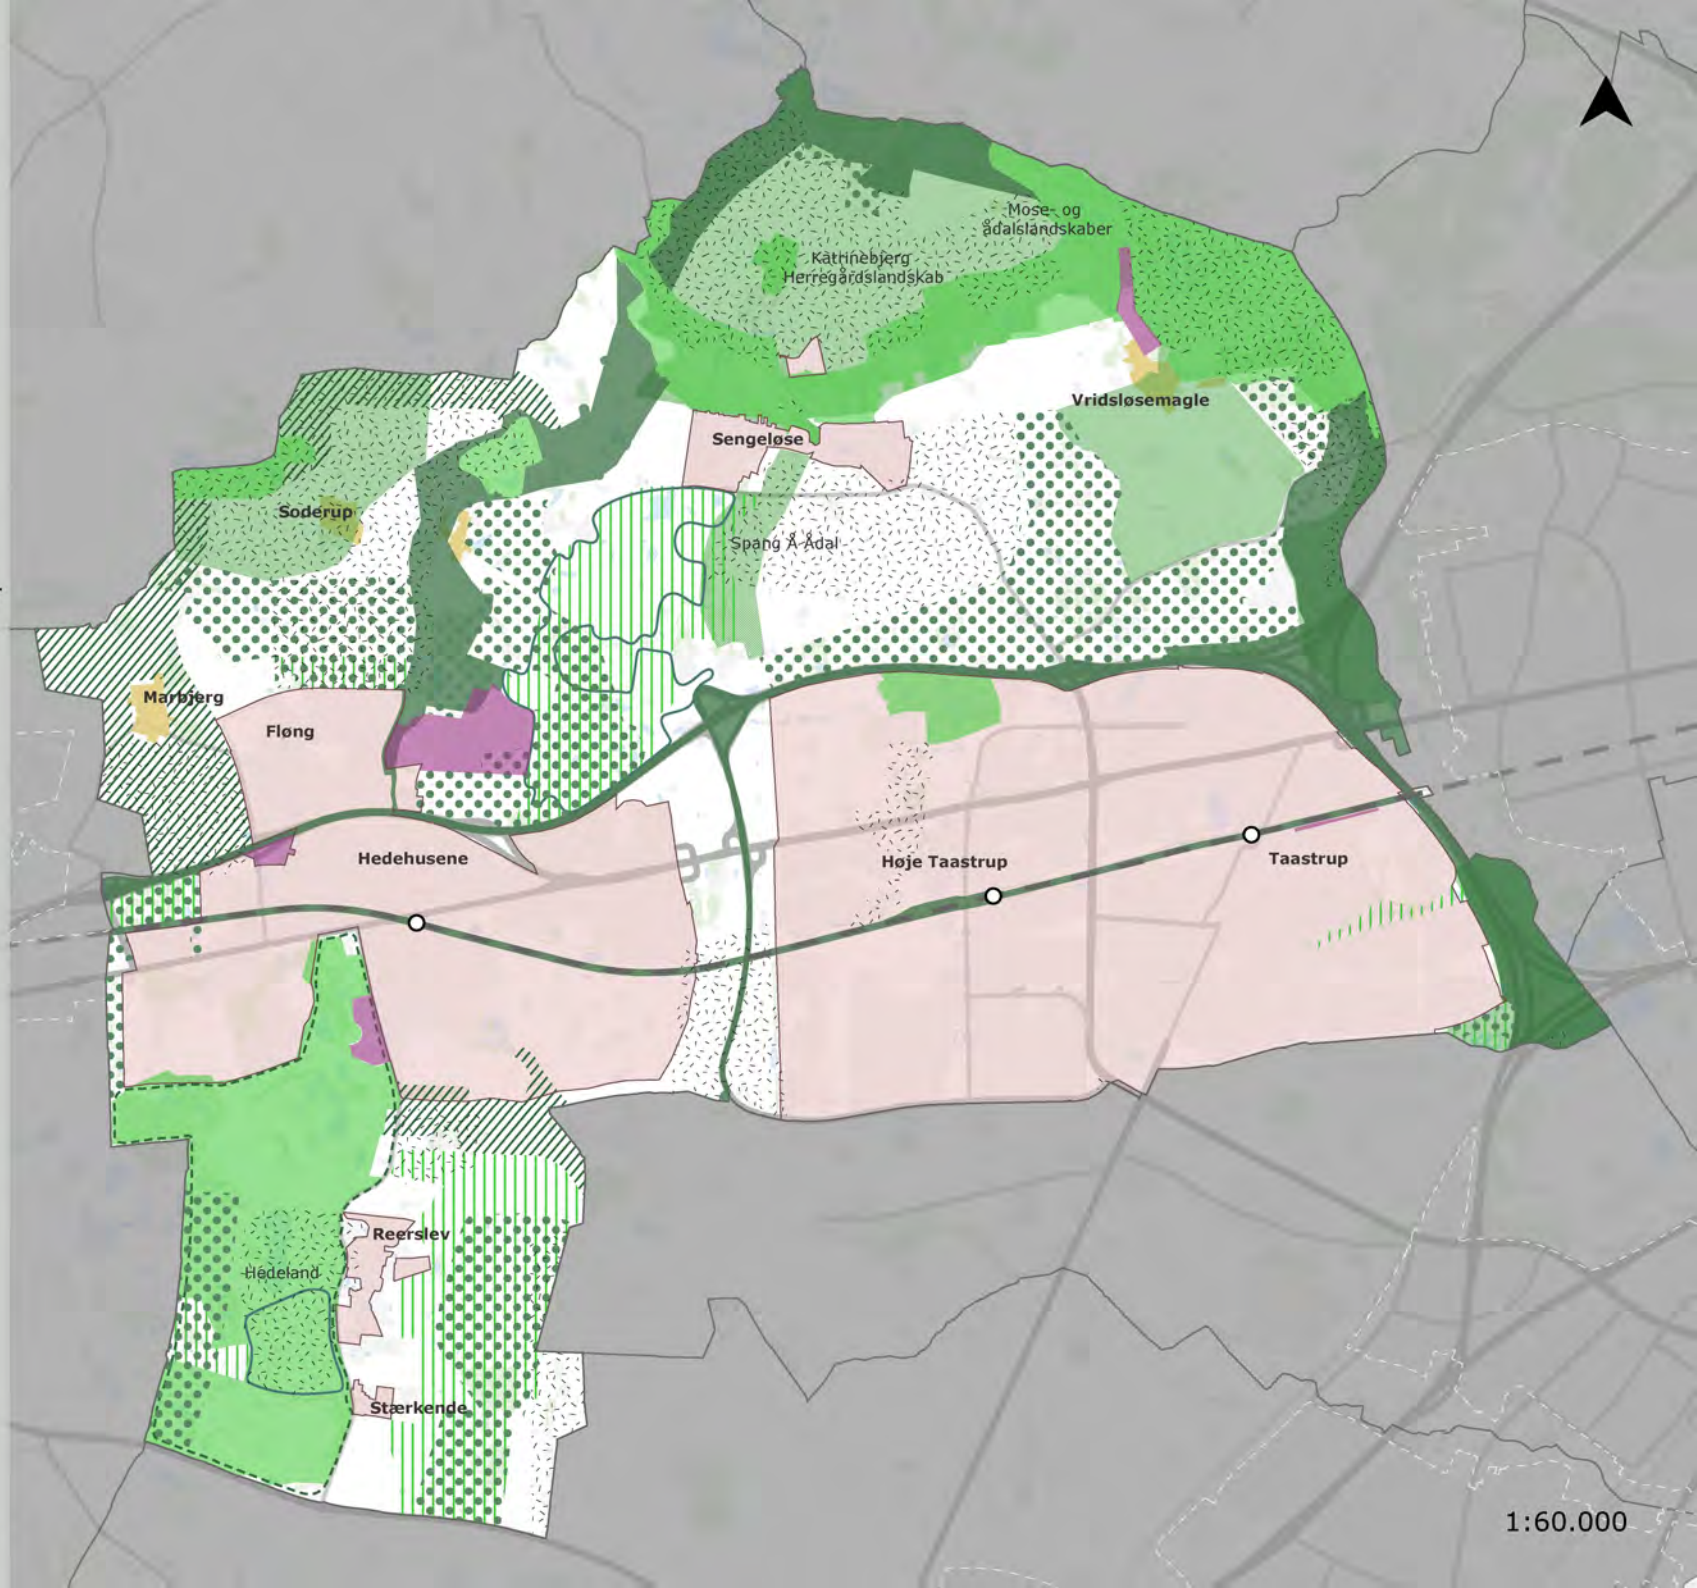 Mose- og
ådalslandskaber
Katrinebjerg
Herregårdslandskab
Vridsløsemagle
Sengeløse
Soderup
Spang Å Ådal
Marbjerg
Fløng
Hedehusene
Høje Taastrup
Taastrup
Reerslev
Hedeland
Stærkende
1:60.000